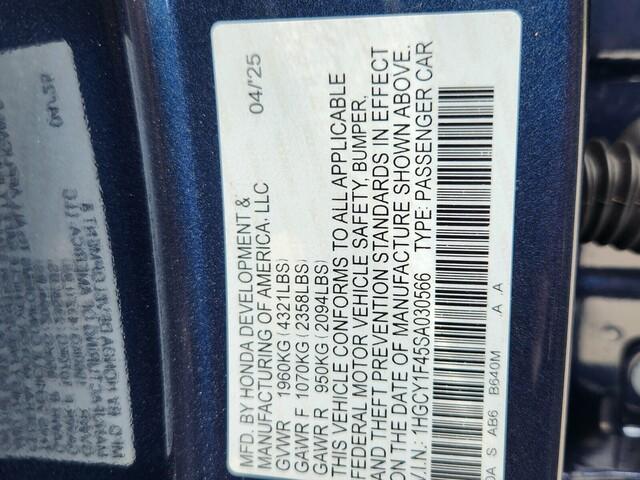 MFD. BY HONDA DEVELOPMENT &
MANUFACTURING OF AMERICA, LLC 04/'25
GVWR 1960KG (4321LBS)
GAWR F 1070KG (2358LBS)
GAWR R 950KG (2094LBS)
THIS VEHICLE CONFORMS TO ALL APPLICABLE
FEDERAL MOTOR VEHICLE SAFETY, BUMPER,
AND THEFT PREVENTION STANDARDS IN EFFECT
ON THE DATE OF MANUFACTURE SHOWN ABOVE.
V.I.N.: 1HGCY1F45SA030566 TYPE: PASSENGER CAR
0A S AB6 B640M .A .A